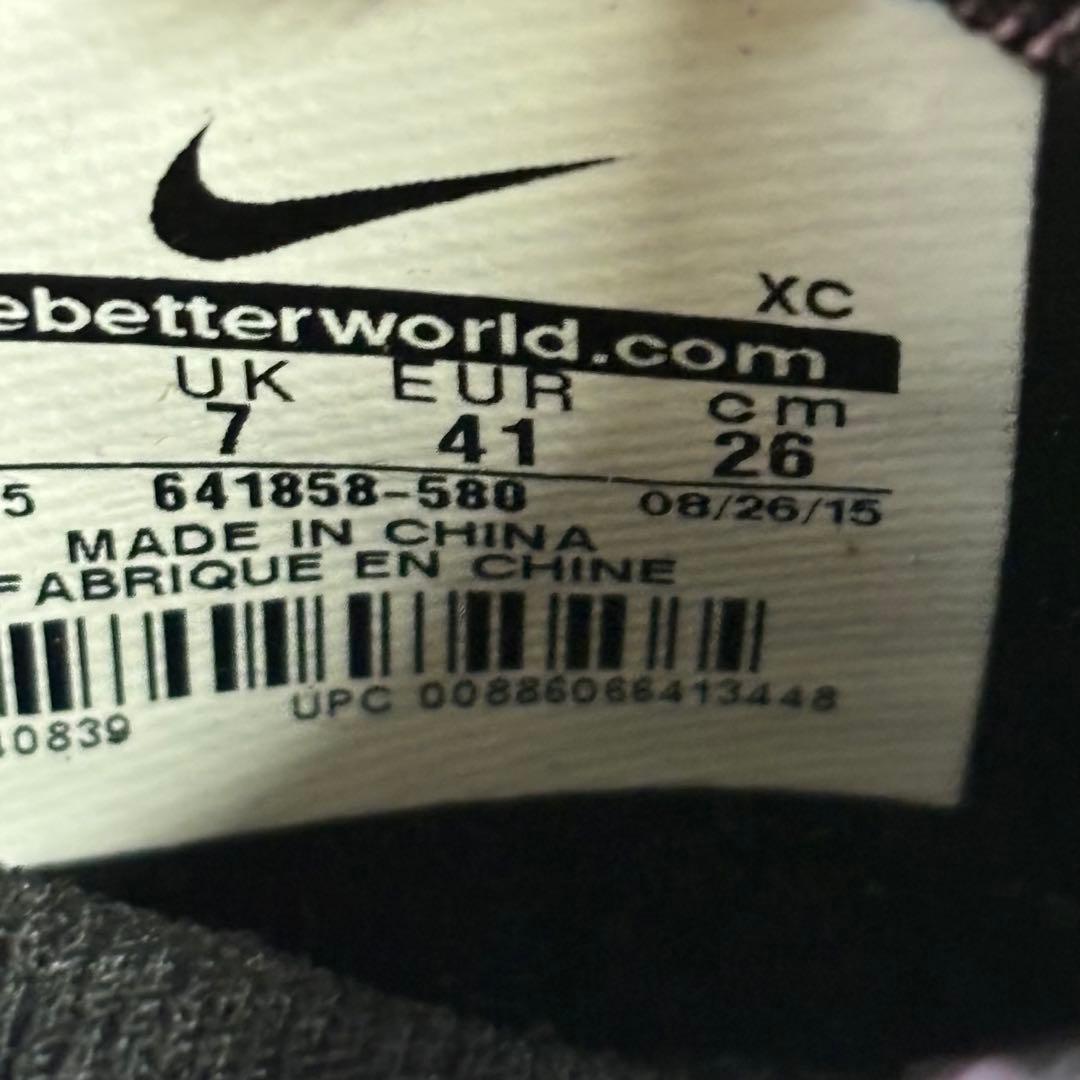 XC
ebetterworld.com
UK EUR cm
7 41 26
5 641858-580 08/26/15
MADE IN CHINA
FABRIQUE EN CHINE
UPC 00886066413448
0839